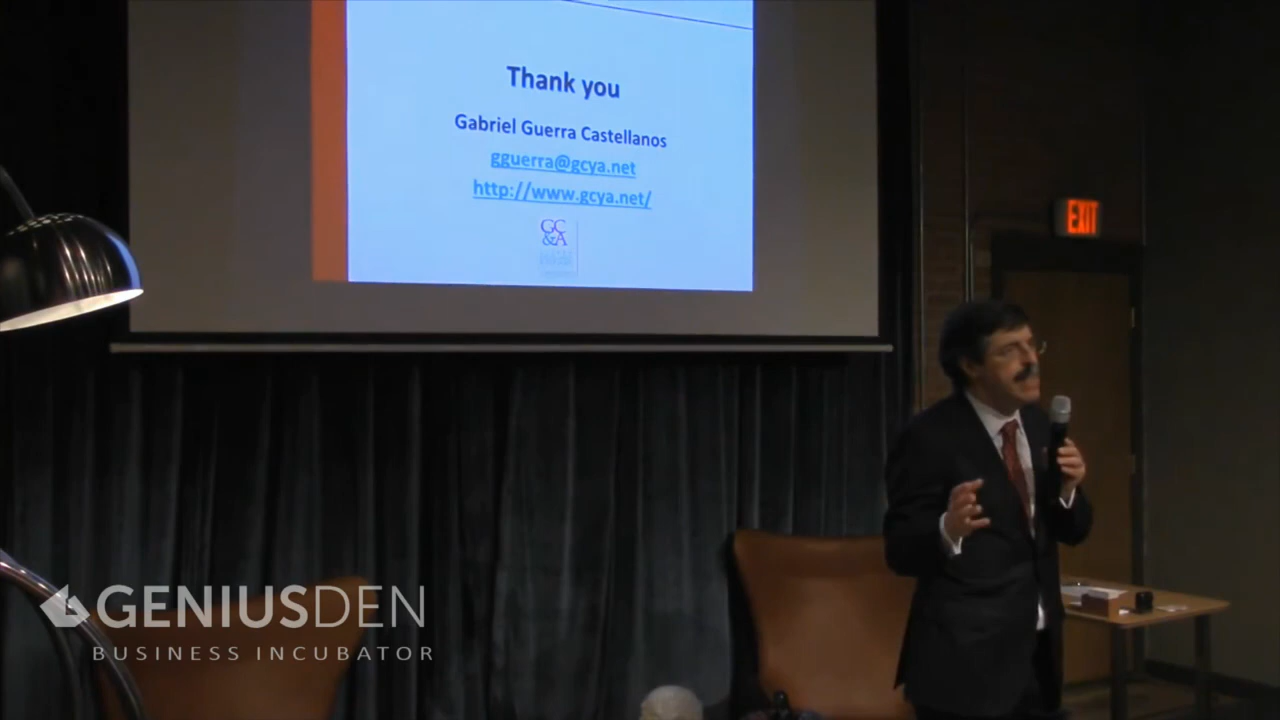 Thank you
Gabriel Guerra Castellanos
gguerra@gcya.net
http://www.gcya.net/
GC
&A
EXIT
GENIUSDEN
BUSINESS INCUBATOR